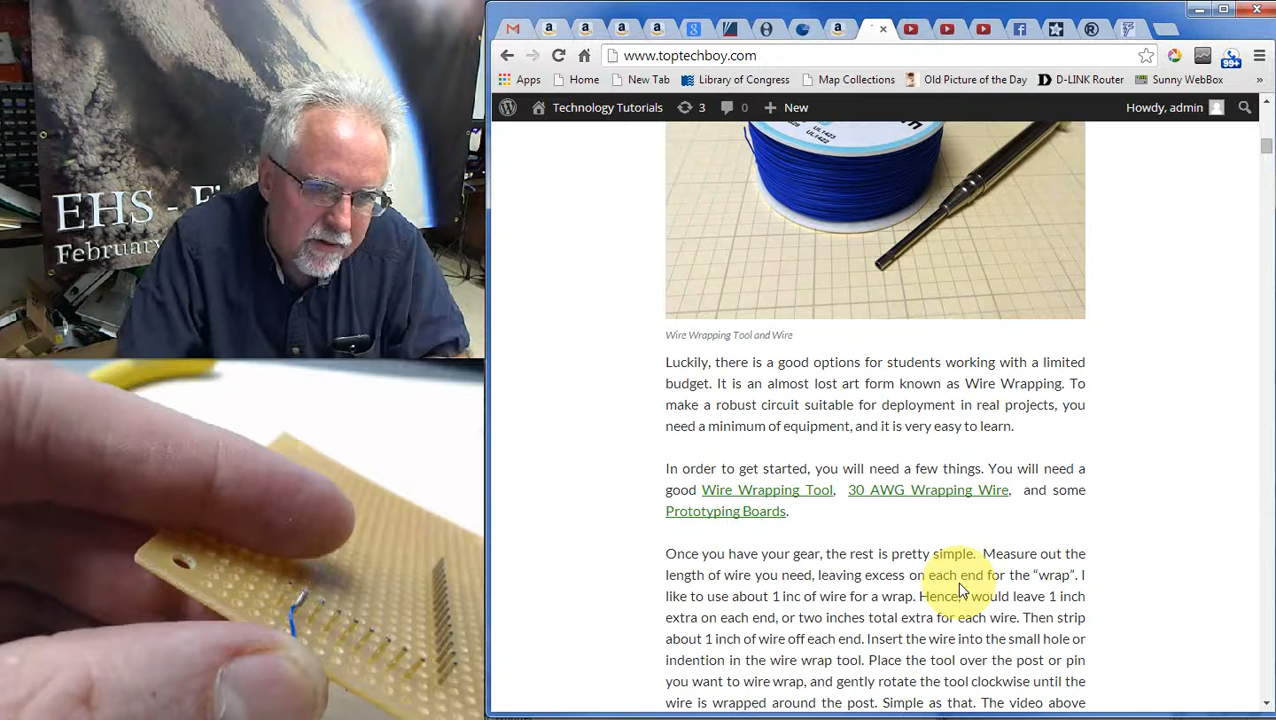 EHS - Fi
February
www.toptechboy.com
99+
Apps
Home
New Tab
Library of Congress
Map Collections
Old Picture of the Day
D-LINK Router
Sunny WebBox
»
Technology Tutorials
3
0
New
Howdy, admin
UL1423
UL1422
Wire Wrapping Tool and Wire
Luckily, there is a good options for students working with a limited
budget. It is an almost lost art form known as Wire Wrapping. To
make a robust circuit suitable for deployment in real projects, you
need a minimum of equipment, and it is very easy to learn.
In order to get started, you will need a few things. You will need a
good Wire Wrapping Tool, 30 AWG Wrapping Wire, and some
Prototyping Boards.
Once you have your gear, the rest is pretty simple. Measure out the
length of wire you need, leaving excess on each end for the “wrap”. I
like to use about 1 inc of wire for a wrap. Hence, I would leave 1 inch
extra on each end, or two inches total extra for each wire. Then strip
about 1 inch of wire off each end. Insert the wire into the small hole or
indention in the wire wrap tool. Place the tool over the post or pin
you want to wire wrap, and gently rotate the tool clockwise until the
wire is wrapped around the post. Simple as that. The video above